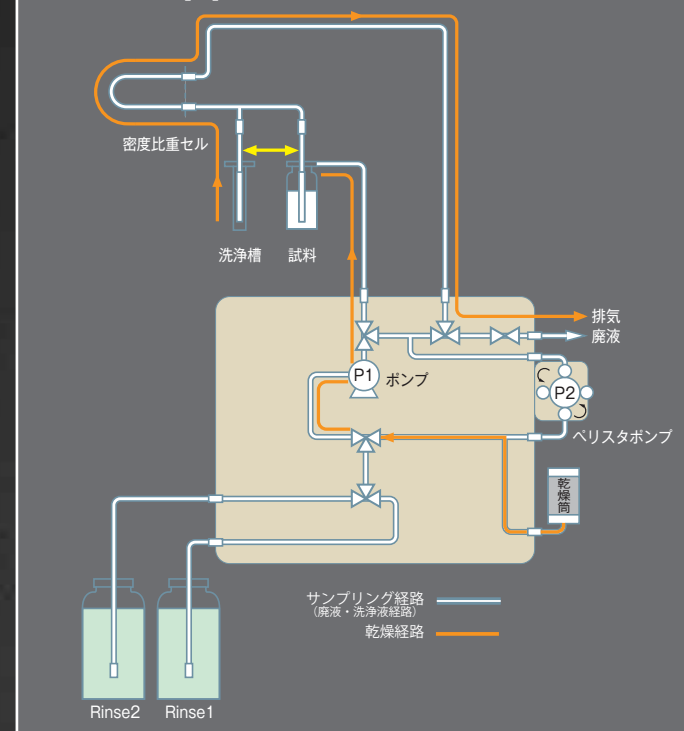 密度比重セル
洗浄槽
試料
排気
廃液
P1
ポンプ
P2
ペリスタポンプ
乾燥筒
サンプリング経路
(廃液・洗浄液経路)
乾燥経路
Rinse2
Rinse1